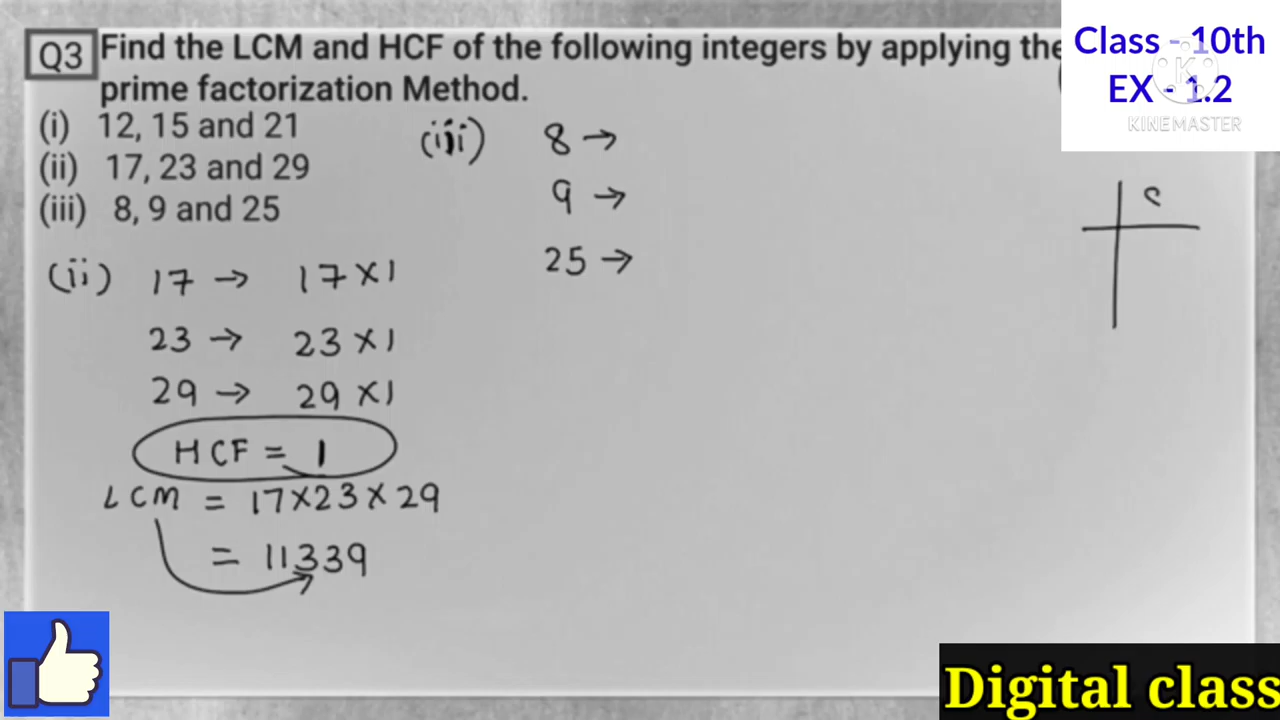 Q3 Find the LCM and HCF of the following integers by applying the
prime factorization Method.
(i) 12, 15 and 21
(ii) 17, 23 and 29
(iii) 8, 9 and 25
(ii) 17 → 17×1
23 → 23×1
29 → 29×1
HCF = 1
LCM = 17×23×29
= 11339
(iii) 8 →
9 →
25 →
Class - 10th
EX - 1.2
K
KINEMASTER
Digital class